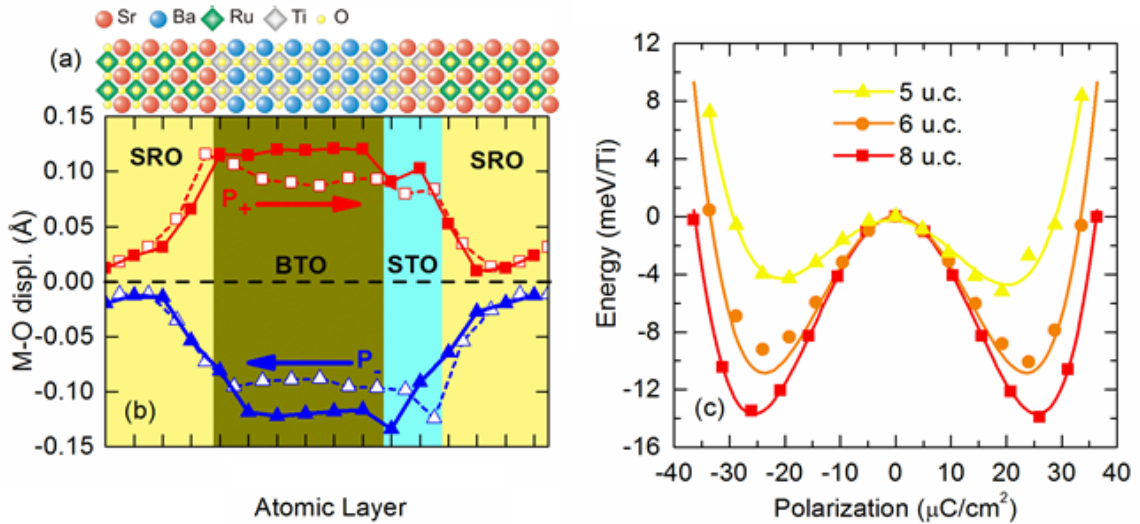 Sr Ba Ru Ti O
(a)
0.15
0.10
0.05
0.00
-0.05
-0.10
-0.15
M-O displ. (Å)
SRO
SRO
P+
BTO
STO
P-
(b)
Atomic Layer
12
8
4
0
-4
-8
-12
-16
Energy (meV/Ti)
5 u.c.
6 u.c.
8 u.c.
(c)
-40 -30 -20 -10 0 10 20 30 40
Polarization (μC/cm²)